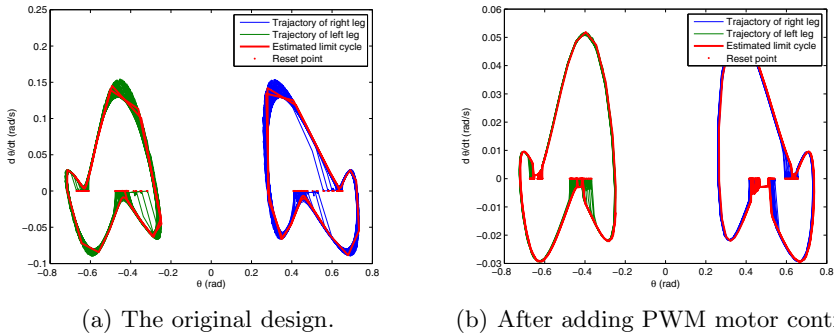 0.25
0.2
0.15
0.1
0.05
0
−0.05
−0.1
d θ/dt (rad/s)
−0.8 −0.6 −0.4 −0.2 0 0.2 0.4 0.6 0.8
θ (rad)
Trajactory of right leg
Trajactory of left leg
Estimated limit cycle
Reset point
(a) The original design.
0.06
0.05
0.04
0.03
0.02
0.01
0
−0.01
−0.02
−0.03
d θ/dt (rad/s)
−0.8 −0.6 −0.4 −0.2 0 0.2 0.4 0.6 0.8
θ (rad)
Trajactory of right leg
Trajactory of left leg
Estimated limit cycle
Reset point
(b) After adding PWM motor cont